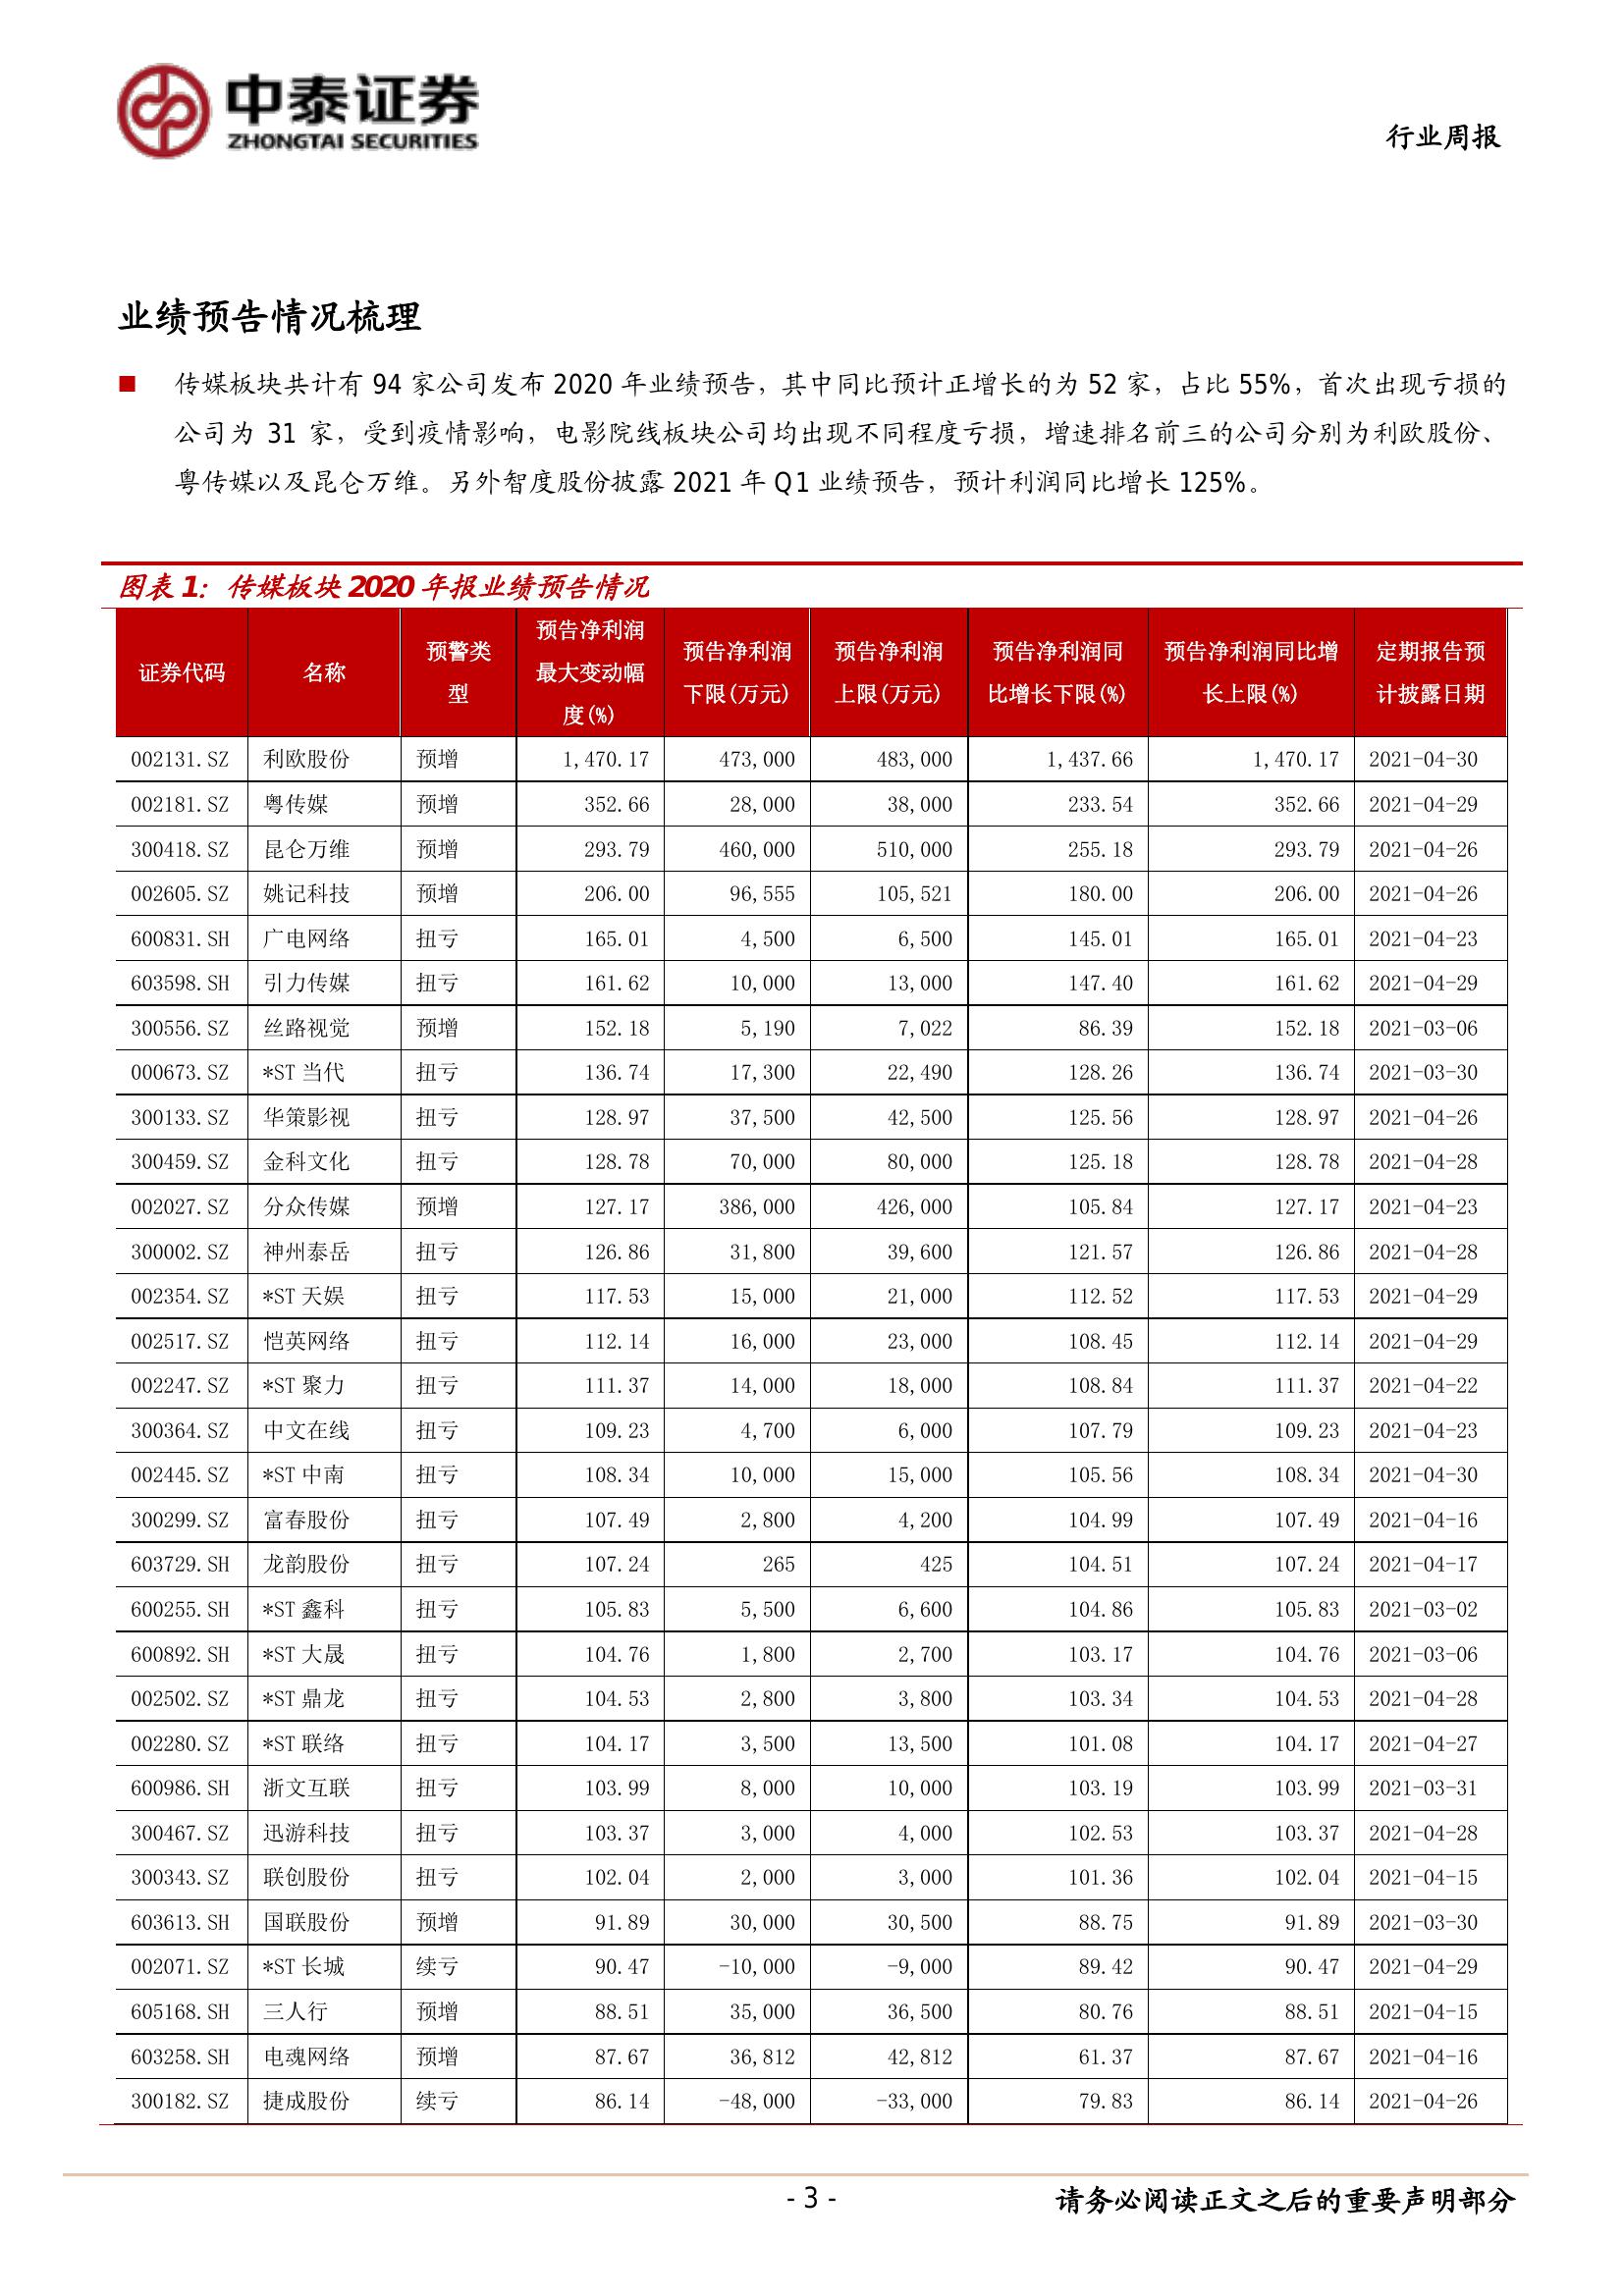 中泰证券
ZHONGTAI SECURITIES
行业周报
业绩预告情况梳理
传媒板块共计有 94 家公司发布 2020 年业绩预告，其中同比预计正增长的为 52 家，占比 55%，首次出现亏损的
公司为 31 家，受到疫情影响，电影院线板块公司均出现不同程度亏损，增速排名前三的公司分别为利欧股份、
粤传媒以及昆仑万维。另外智度股份披露 2021 年 Q1 业绩预告，预计利润同比增长 125%。
图表 1：传媒板块 2020 年报业绩预告情况
证券代码 名称 预警类型 预告净利润最大变动幅度(%) 预告净利润下限(万元) 预告净利润上限(万元) 预告净利润同比增长下限(%) 预告净利润同比增长上限(%) 定期报告预计披露日期
002131.SZ 利欧股份 预增 1,470.17 473,000 483,000 1,437.66 1,470.17 2021-04-30
002181.SZ 粤传媒 预增 352.66 28,000 38,000 233.54 352.66 2021-04-29
300418.SZ 昆仑万维 预增 293.79 460,000 510,000 255.18 293.79 2021-04-26
002605.SZ 姚记科技 预增 206.00 96,555 105,521 180.00 206.00 2021-04-26
600831.SH 广电网络 扭亏 165.01 4,500 6,500 145.01 165.01 2021-04-23
603598.SH 引力传媒 扭亏 161.62 10,000 13,000 147.40 161.62 2021-04-29
300556.SZ 丝路视觉 预增 152.18 5,190 7,022 86.39 152.18 2021-03-06
000673.SZ *ST 当代 扭亏 136.74 17,300 22,490 128.26 136.74 2021-03-30
300133.SZ 华策影视 扭亏 128.97 37,500 42,500 125.56 128.97 2021-04-26
300459.SZ 金科文化 扭亏 128.78 70,000 80,000 125.18 128.78 2021-04-28
002027.SZ 分众传媒 预增 127.17 386,000 426,000 105.84 127.17 2021-04-23
300002.SZ 神州泰岳 扭亏 126.86 31,800 39,600 121.57 126.86 2021-04-28
002354.SZ *ST 天娱 扭亏 117.53 15,000 21,000 112.52 117.53 2021-04-29
002517.SZ 恺英网络 扭亏 112.14 16,000 23,000 108.45 112.14 2021-04-29
002247.SZ *ST 聚力 扭亏 111.37 14,000 18,000 108.84 111.37 2021-04-22
300364.SZ 中文在线 扭亏 109.23 4,700 6,000 107.79 109.23 2021-04-23
002445.SZ *ST 中南 扭亏 108.34 10,000 15,000 105.56 108.34 2021-04-30
300299.SZ 富春股份 扭亏 107.49 2,800 4,200 104.99 107.49 2021-04-16
603729.SH 龙韵股份 扭亏 107.24 265 425 104.51 107.24 2021-04-17
600255.SH *ST 鑫科 扭亏 105.83 5,500 6,600 104.86 105.83 2021-03-02
600892.SH *ST 大晟 扭亏 104.76 1,800 2,700 103.17 104.76 2021-03-06
002502.SZ *ST 鼎龙 扭亏 104.53 2,800 3,800 103.34 104.53 2021-04-28
002280.SZ *ST 联络 扭亏 104.17 3,500 13,500 101.08 104.17 2021-04-27
600986.SH 浙文互联 扭亏 103.99 8,000 10,000 103.19 103.99 2021-03-31
300467.SZ 迅游科技 扭亏 103.37 3,000 4,000 102.53 103.37 2021-04-28
300343.SZ 联创股份 扭亏 102.04 2,000 3,000 101.36 102.04 2021-04-15
603613.SH 国联股份 预增 91.89 30,000 30,500 88.75 91.89 2021-03-30
002071.SZ *ST 长城 续亏 90.47 -10,000 -9,000 89.42 90.47 2021-04-29
605168.SH 三人行 预增 88.51 35,000 36,500 80.76 88.51 2021-04-15
603258.SH 电魂网络 预增 87.67 36,812 42,812 61.37 87.67 2021-04-16
300182.SZ 捷成股份 续亏 86.14 -48,000 -33,000 79.83 86.14 2021-04-26
- 3 -
请务必阅读正文之后的重要声明部分